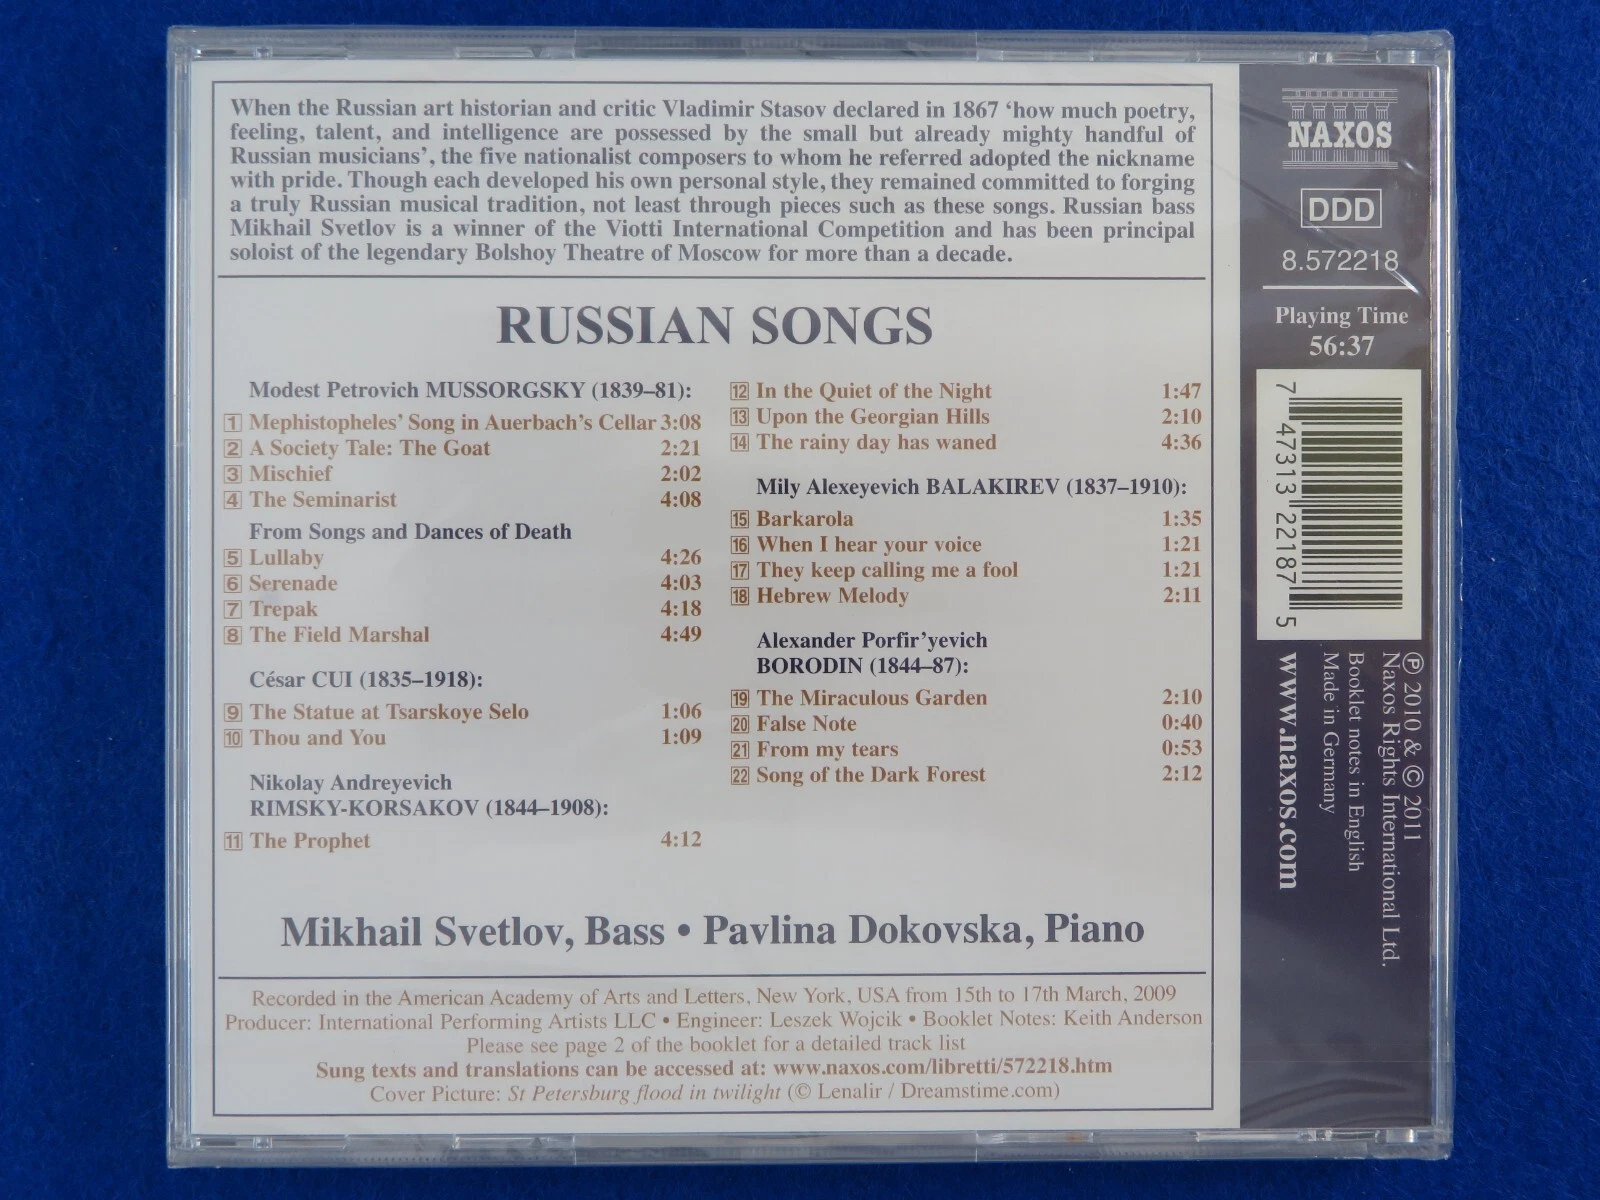 When the Russian art historian and critic Vladimir Stasov declared in 1867 ‘how much poetry,
feeling, talent, and intelligence are possessed by the small but already mighty handful of
Russian musicians’, the five nationalist composers to whom he referred adopted the nickname
with pride. Though each developed his own personal style, they remained committed to forging
a truly Russian musical tradition, not least through pieces such as these songs. Russian bass
Mikhail Svetlov is a winner of the Viotti International Competition and has been principal
soloist of the legendary Bolshoy Theatre of Moscow for more than a decade.
RUSSIAN SONGS
Modest Petrovich MUSSORGSKY (1839–81):
1 Mephistopheles’ Song in Auerbach’s Cellar 3:08
2 A Society Tale: The Goat 2:21
3 Mischief 2:02
4 The Seminarist 4:08
From Songs and Dances of Death
5 Lullaby 4:26
6 Serenade 4:03
7 Trepak 4:18
8 The Field Marshal 4:49
César CUI (1835–1918):
9 The Statue at Tsarskoye Selo 1:06
10 Thou and You 1:09
Nikolay Andreyevich
RIMSKY-KORSAKOV (1844–1908):
11 The Prophet 4:12
12 In the Quiet of the Night 1:47
13 Upon the Georgian Hills 2:10
14 The rainy day has waned 4:36
Mily Alexeyevich BALAKIREV (1837–1910):
15 Barkarola 1:35
16 When I hear your voice 1:21
17 They keep calling me a fool 1:21
18 Hebrew Melody 2:11
Alexander Porfir’yevich
BORODIN (1844–87):
19 The Miraculous Garden 2:10
20 False Note 0:40
21 From my tears 0:53
22 Song of the Dark Forest 2:12
Mikhail Svetlov, Bass • Pavlina Dokovska, Piano
Recorded in the American Academy of Arts and Letters, New York, USA from 15th to 17th March, 2009
Producer: International Performing Artists LLC • Engineer: Leszek Wojcik • Booklet Notes: Keith Anderson
Please see page 2 of the booklet for a detailed track list
Sung texts and translations can be accessed at: www.naxos.com/libretti/572218.htm
Cover Picture: St Petersburg flood in twilight (© Lenalir / Dreamstime.com)
NAXOS
DDD
8.572218
Playing Time
56:37
7 47313 22187 5
℗ 2010 & © 2011
Naxos Rights International Ltd.
Booklet notes in English
Made in Germany
www.naxos.com